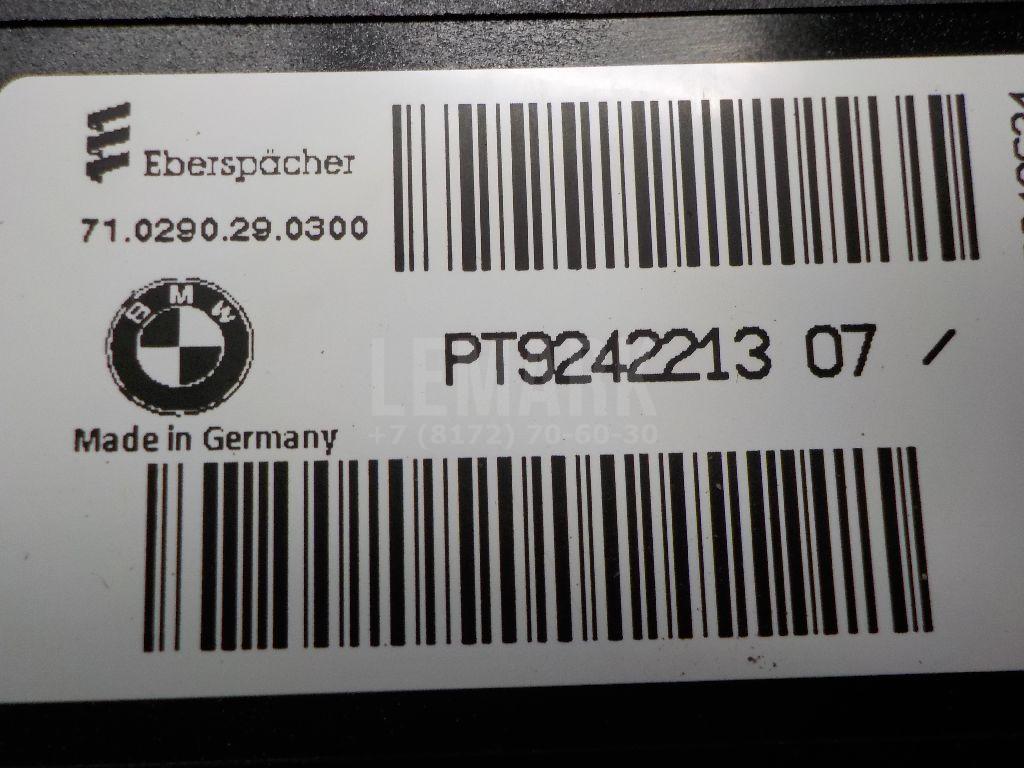 Eberspächer
71.0290.29.0300
BMW
PT9242213 07 /
Made in Germany
LEMARK
+7 (8172) 70-60-30